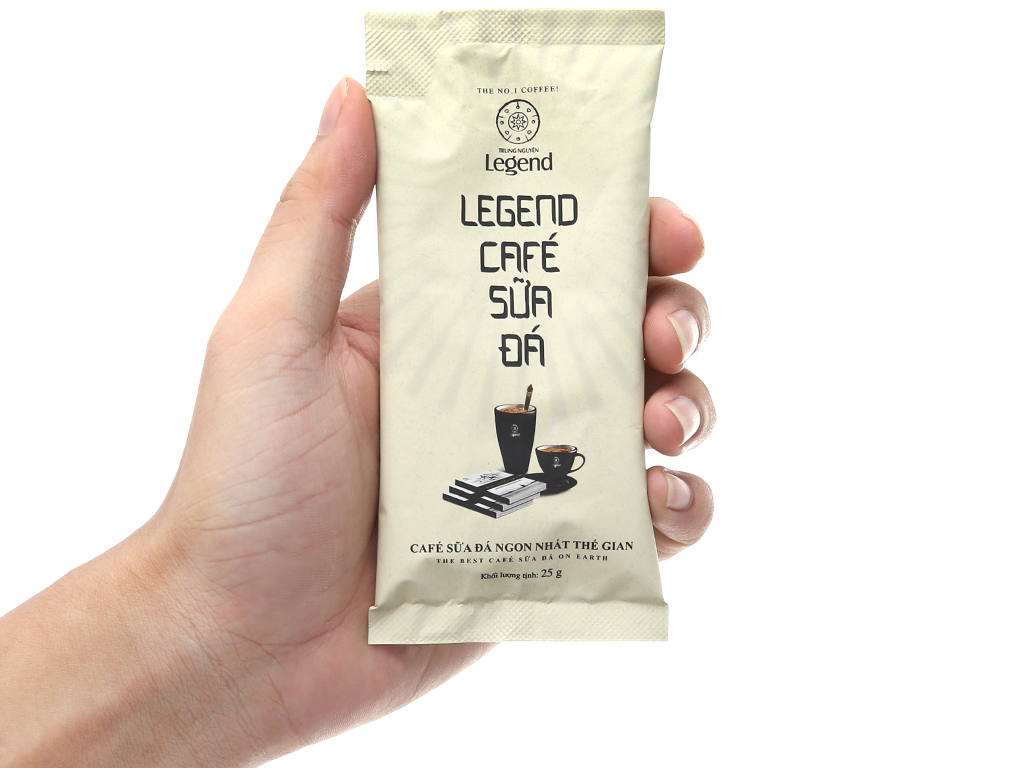 THE NO.1 COFFEE!
TRUNG NGUYÊN
Legend
LEGEND
CAFÉ
SỮA
ĐÁ
CAFÉ SỮA ĐÁ NGON NHẤT THẾ GIAN
THE BEST CAFÉ SỮA ĐÁ ON EARTH
Khối lượng tịnh: 25 g